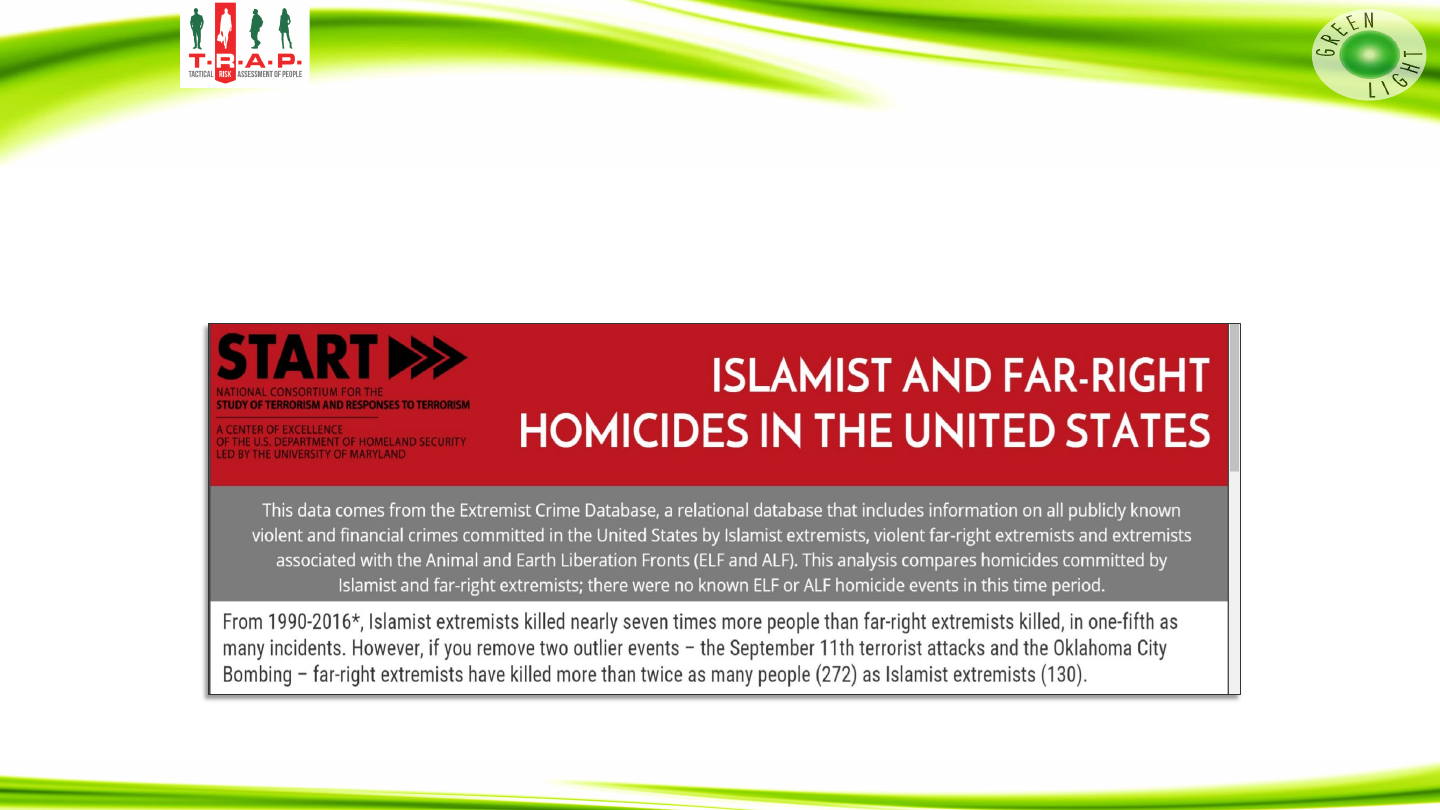 T·R·A·P·
TACTICAL RISK ASSESSMENT OF PEOPLE
GREEN
LIGHT
START
NATIONAL CONSORTIUM FOR THE
STUDY OF TERRORISM AND RESPONSES TO TERRORISM
A CENTER OF EXCELLENCE
OF THE U.S. DEPARTMENT OF HOMELAND SECURITY
LED BY THE UNIVERSITY OF MARYLAND
ISLAMIST AND FAR-RIGHT
HOMICIDES IN THE UNITED STATES
This data comes from the Extremist Crime Database, a relational database that includes information on all publicly known
violent and financial crimes committed in the United States by Islamist extremists, violent far-right extremists and extremists
associated with the Animal and Earth Liberation Fronts (ELF and ALF). This analysis compares homicides committed by
Islamist and far-right extremists; there were no known ELF or ALF homicide events in this time period.
From 1990-2016*, Islamist extremists killed nearly seven times more people than far-right extremists killed, in one-fifth as
many incidents. However, if you remove two outlier events – the September 11th terrorist attacks and the Oklahoma City
Bombing – far-right extremists have killed more than twice as many people (272) as Islamist extremists (130).